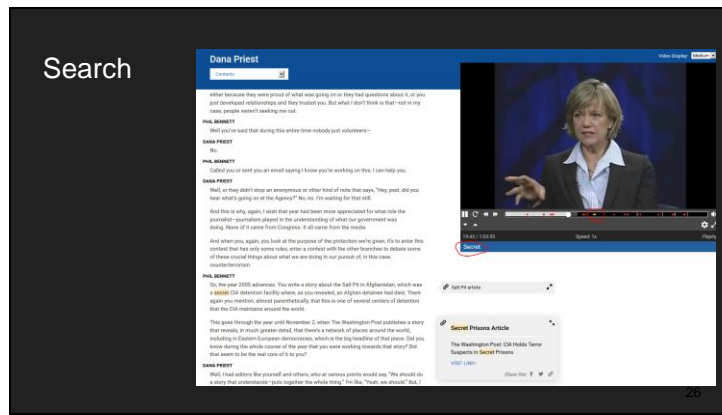 Search
Dana Priest
Contents
Video Display: Medium
either because they were proud of what was going on or they had questions about it, or you
just developed relationships and they trusted you. But what I don't think is that—not in my
case, people weren't seeking me out.
PHIL BENNETT
Well you've said that during this entire time nobody just volunteers—
DANA PRIEST
No.
PHIL BENNETT
Called you or sent you an email saying I know you're working on this, I can help you.
DANA PRIEST
Well, or they didn't drop an anonymous or other kind of note that says, "Hey, psst, did you
hear what's going on at the Agency?" No, no. I'm waiting for that still.
And this is why, again, I wish that year had been more appreciated for what role the
journalist—journalism played in the understanding of what our government was
doing. None of it came from Congress. It all came from the media.
And when you, again, you look at the purpose of the protection we're given, it's to enter this
contest that has only some rules, enter a contest with the other branches to debate some
of these crucial things about what we are doing in our pursuit of, in this case,
counterterrorism.
PHIL BENNETT
So, the year 2005 advances. You write a story about the Salt Pit in Afghanistan, which was
a secret CIA detention facility where, as you revealed, an Afghan detainee had died. There
again you mention, almost parenthetically, that this is one of several centers of detention
that the CIA maintains around the world.
This goes through the year until November 2, when The Washington Post publishes a story
that reveals, in much greater detail, that there's a network of places around the world,
including in Eastern European democracies, which is the big headline of that piece. Did you
know during the whole course of the year that you were working towards that story? Did
that seem to be the real core of it to you?
DANA PRIEST
Well, I had editors like yourself and others, who at various points would say, "We should do
a story that understands—puts together the whole thing." I'm like, "Yeah, we should." But, I
Speed: 1x
Secret
Salt Pit article
Secret Prisons Article
The Washington Post: CIA Holds Terror
Suspects in Secret Prisons
VISIT LINK
Share this:
26